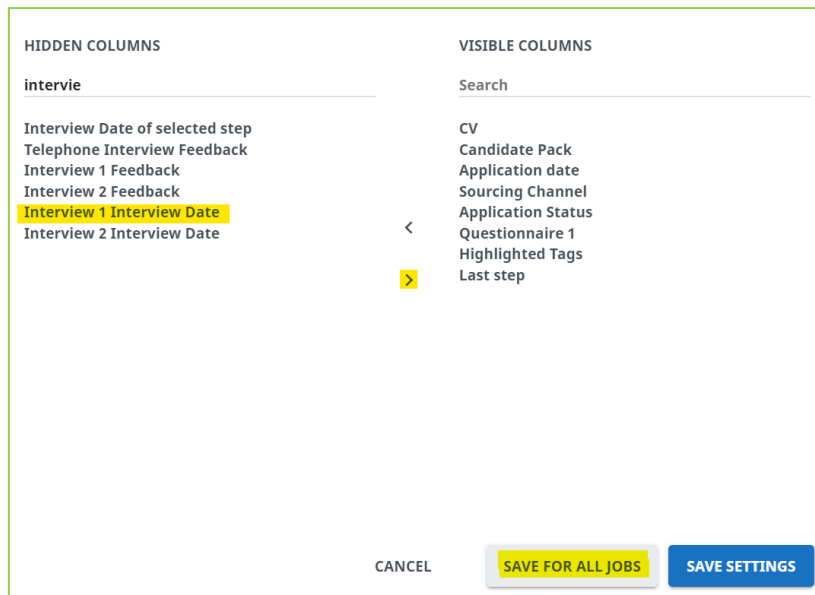 HIDDEN COLUMNS
intervie
Interview Date of selected step
Telephone Interview Feedback
Interview 1 Feedback
Interview 2 Feedback
Interview 1 Interview Date
Interview 2 Interview Date
VISIBLE COLUMNS
Search
CV
Candidate Pack
Application date
Sourcing Channel
Application Status
Questionnaire 1
Highlighted Tags
Last step
CANCEL
SAVE FOR ALL JOBS
SAVE SETTINGS